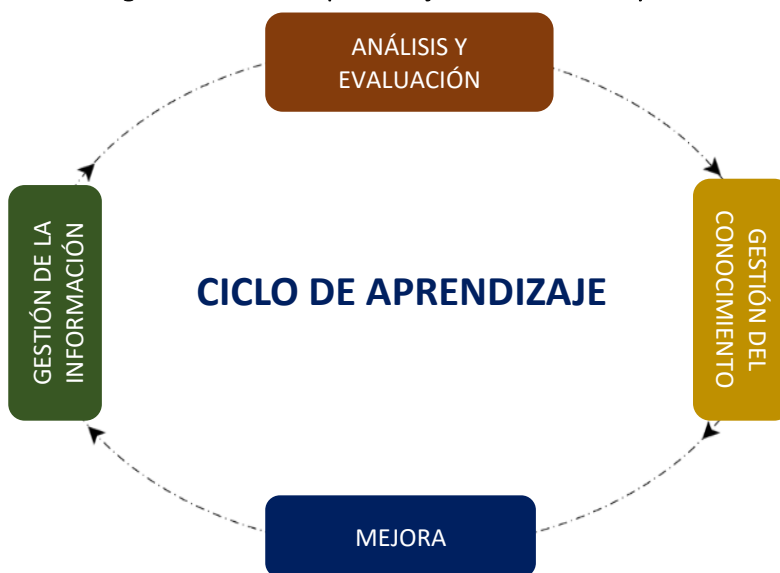 ANÁLISIS Y
EVALUACIÓN
GESTIÓN DE LA
INFORMACIÓN
CICLO DE APRENDIZAJE
GESTIÓN DEL
CONOCIMIENTO
MEJORA